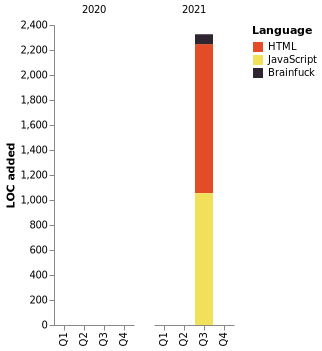 2020 2021
Language
HTML
JavaScript
Brainfuck
LOC added
2,400
2,200
2,000
1,800
1,600
1,400
1,200
1,000
800
600
400
200
0
Q1 Q2 Q3 Q4 Q1 Q2 Q3 Q4